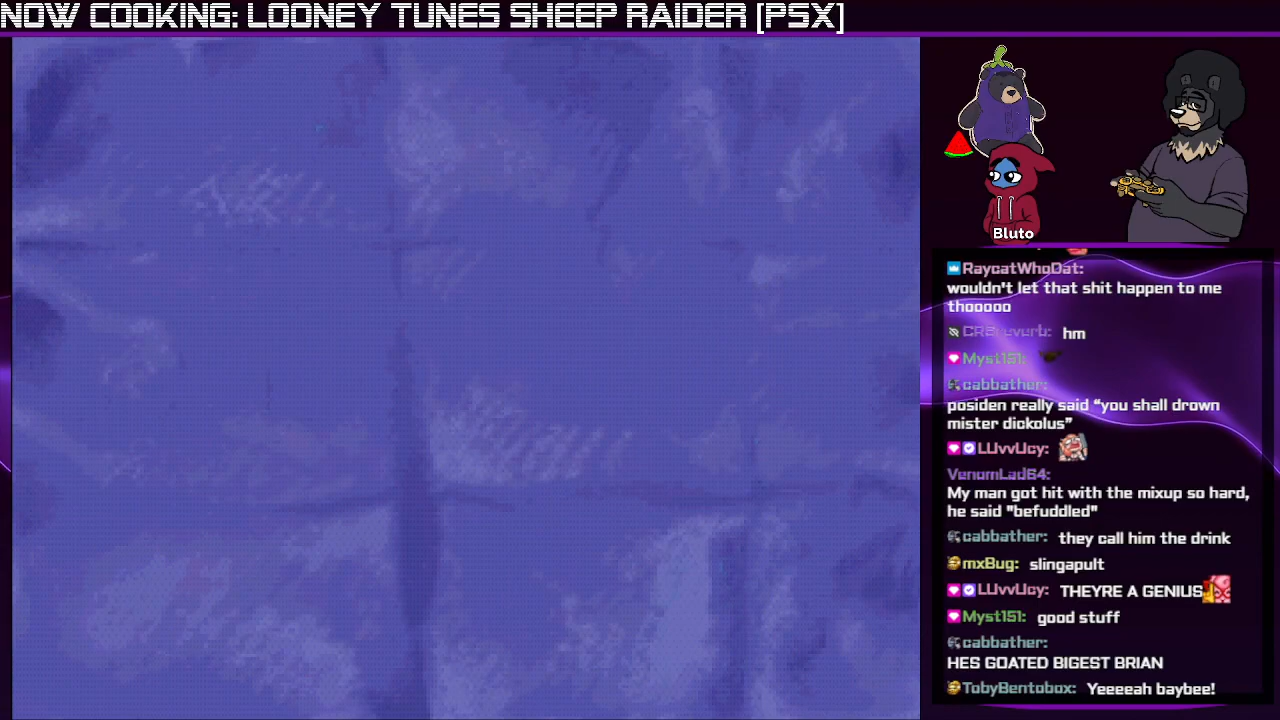 NOW COOKING: LOONEY TUNES SHEEP RAIDER [PSX]
Bluto
RaycatWhoDat:
wouldn't let that shit happen to me
thooooo
hm
Myst151:
cabbather:
posiden really said “you shall drown
mister dickolus”
LUvvUcy:
VenomLad64:
My man got hit with the mixup so hard,
he said "befuddled"
cabbather: they call him the drink
mxBug: slingapult
LUvvUcy: THEYRE A GENIUS
Myst151: good stuff
cabbather:
HES GOATED BIGEST BRIAN
TobyBentobox: Yeeeeah baybee!